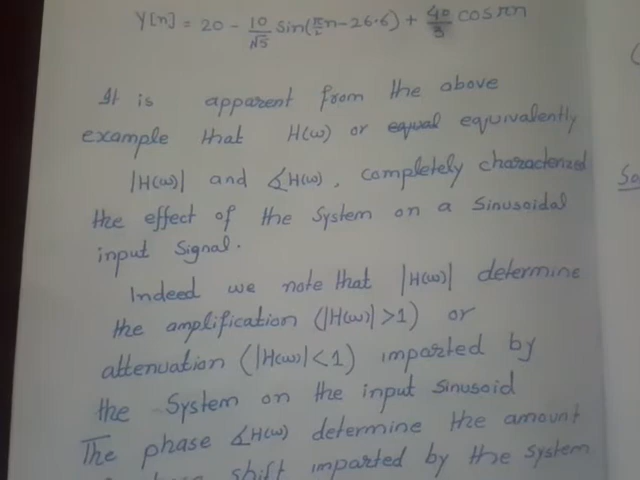 y[n] = 20 - 10/√5 sin(π/2 n - 26.6) + 40/3 cos πn
It is apparent from the above
example that H(ω) or equal equivalently
|H(ω)| and ∡H(ω), completely characterized
the effect of the System on a Sinusoidal
input Signal.
Indeed we note that |H(ω)| determine
the amplification (|H(ω)| > 1) or
attenuation (|H(ω)| < 1) imparted by
the System on the input sinusoid
The phase ∡H(ω) determine the amount
shift imparted by the system